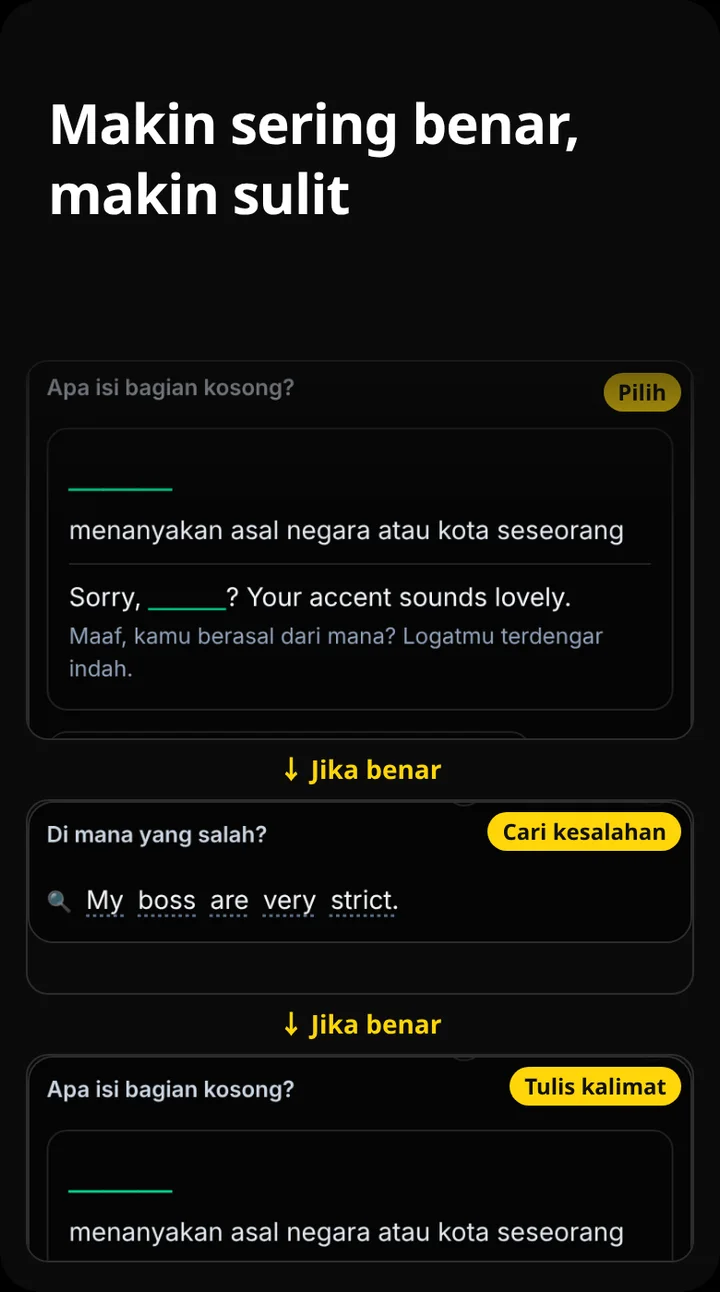 Makin sering benar,
makin sulit
Apa isi bagian kosong?
Pilih
menanyakan asal negara atau kota seseorang
Sorry, ______? Your accent sounds lovely.
Maaf, kamu berasal dari mana? Logatmu terdengar
indah.
↓ Jika benar
Di mana yang salah?
Cari kesalahan
🔍 My boss are very strict.
↓ Jika benar
Apa isi bagian kosong?
Tulis kalimat
menanyakan asal negara atau kota seseorang